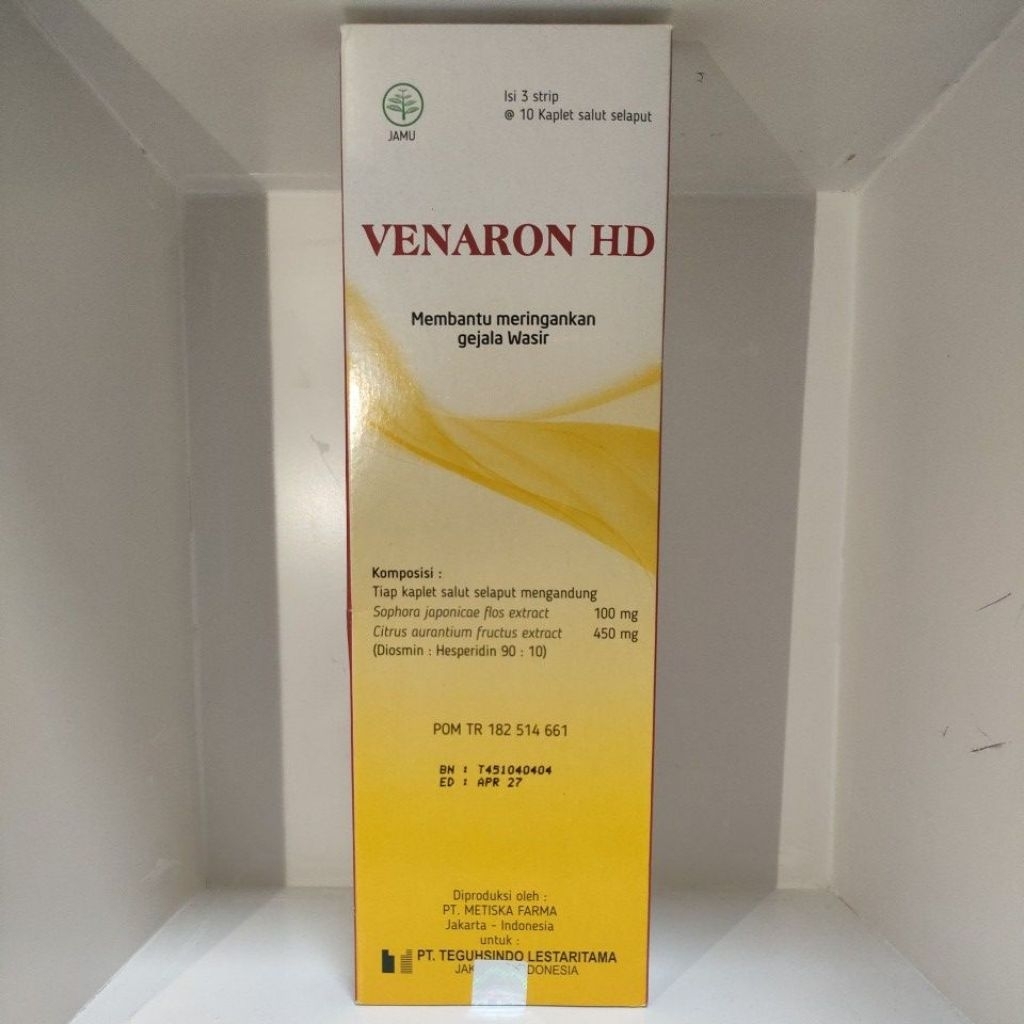 JAMU
Isi 3 strip
@ 10 Kaplet salut selaput
VENARON HD
Membantu meringankan
gejala Wasir
Komposisi :
Tiap kaplet salut selaput mengandung
Sophora japonicae flos extract 100 mg
Citrus aurantium fructus extract 450 mg
(Diosmin : Hesperidin 90 : 10)
POM TR 182 514 661
BN : T451040404
ED : APR 27
Diproduksi oleh :
PT. METISKA FARMA
Jakarta - Indonesia
untuk :
PT. TEGUHSINDO LESTARITAMA